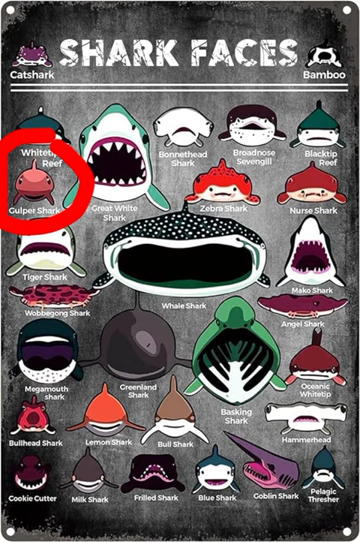 SHARK FACES
Catshark
Bamboo
Whitetip
Reef
Bonnethead
Shark
Broadnose
Sevengill
Blacktip
Reef
Gulper Shark
Great White
Shark
Zebra Shark
Nurse Shark
Tiger Shark
Whale Shark
Mako Shark
Wobbegong Shark
Angel Shark
Megamouth
shark
Greenland
Shark
Basking
Shark
Oceanic
Whitetip
Bullhead Shark
Lemon Shark
Bull Shark
Hammerhead
Cookie Cutter
Milk Shark
Frilled Shark
Blue Shark
Goblin Shark
Pelagic
Thresher